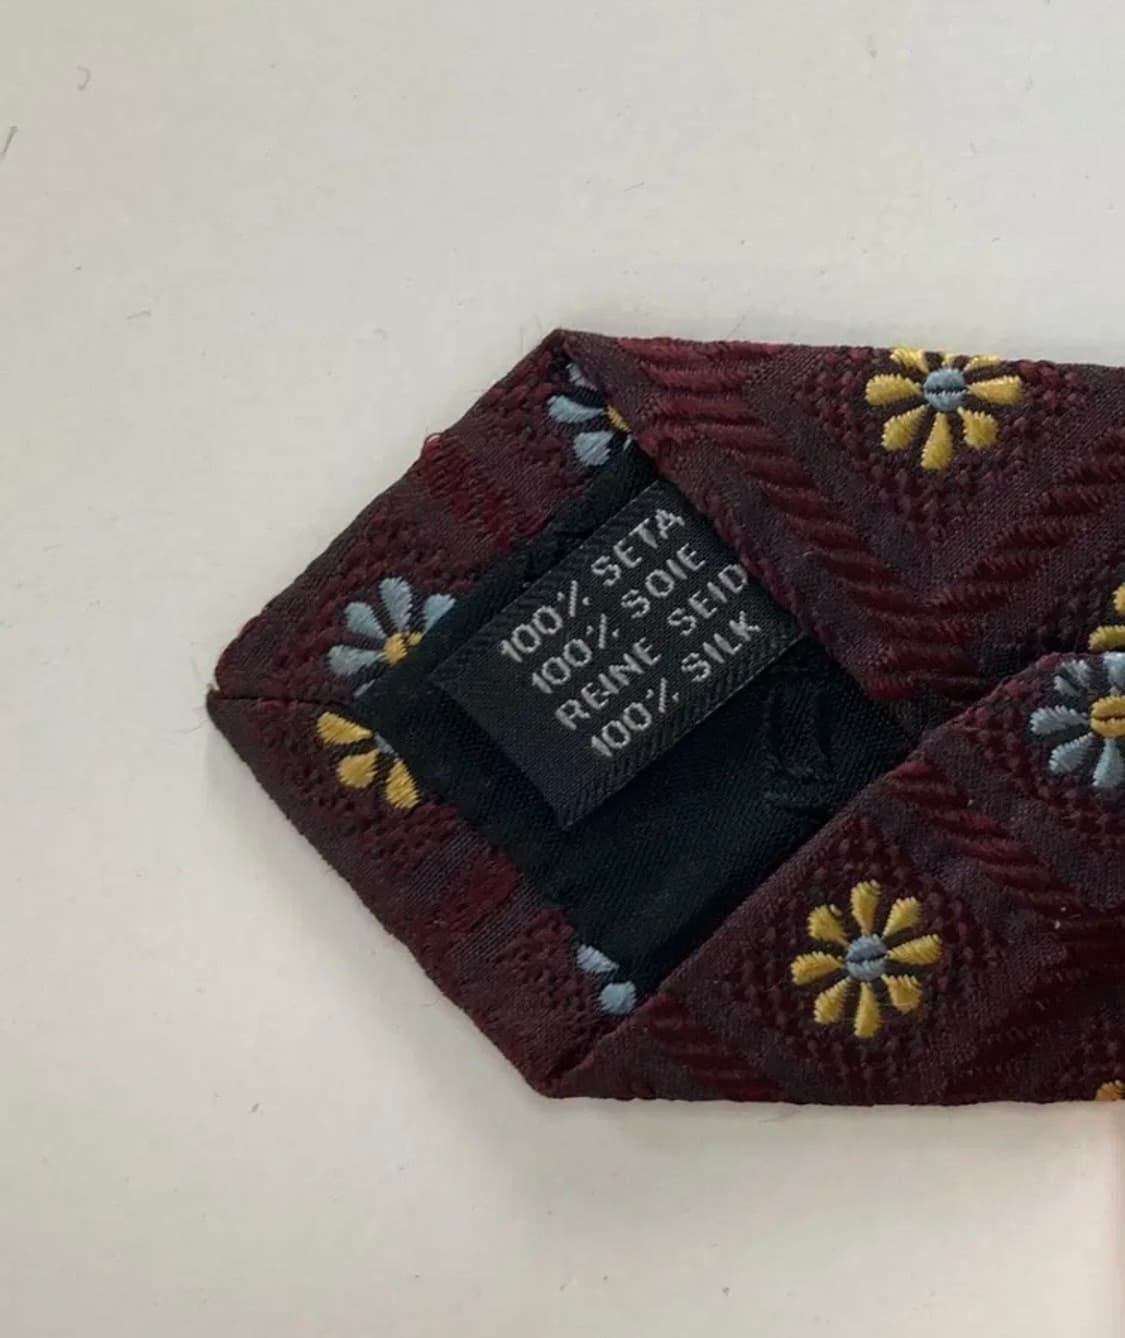 100% SETA
100% SOIE
REINE SEID
100% SILK